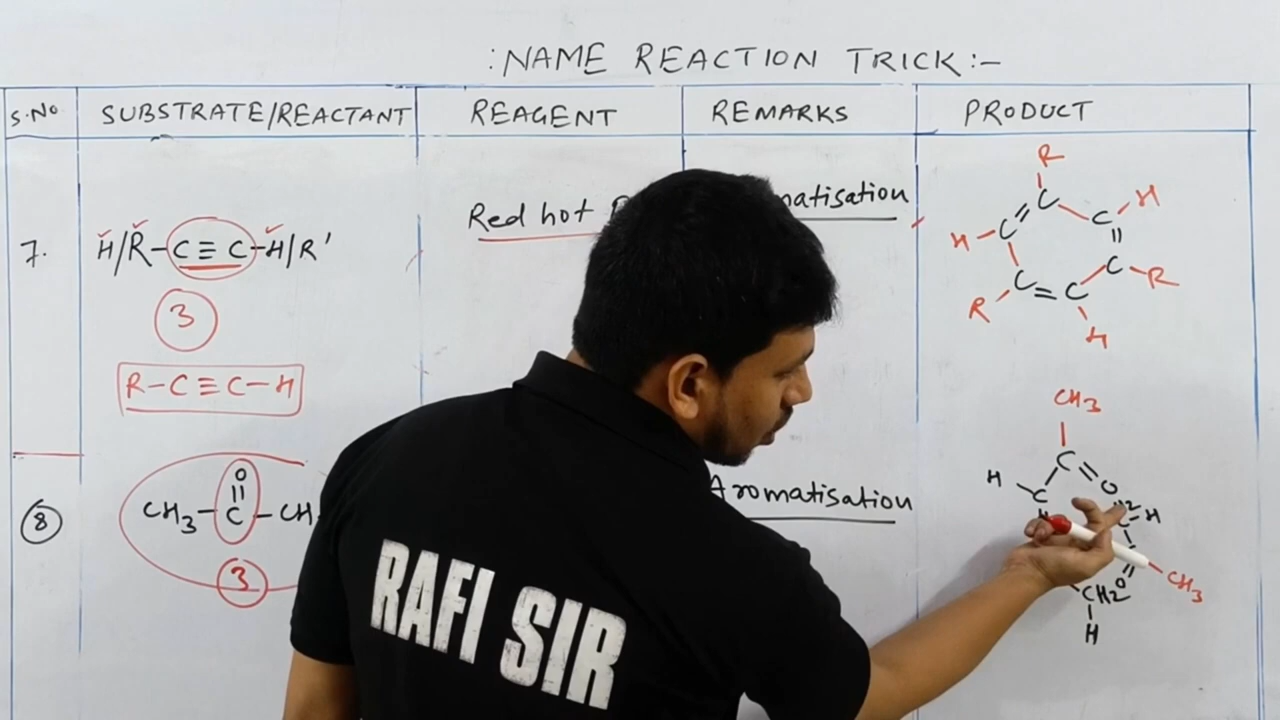 :NAME REACTION TRICK:-
S.No SUBSTRATE/REACTANT REAGENT REMARKS PRODUCT
7. H/R-C≡C-H/R'
3
R-C≡C-H
Red hot
R
H
C
C
H
C
C
R
R
C
=
C
H
8
O
CH3-C-CH
3
Aromatisation
CH3
C
O
H
C
H
CH3
O
CH2
H
RAFI SIR